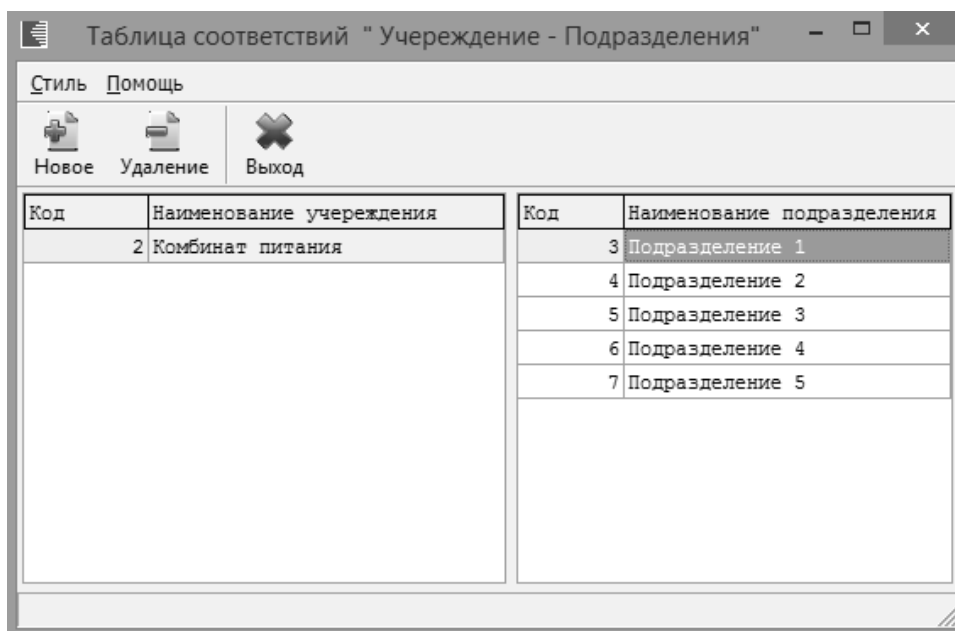 Таблица соответствий " Учереждение - Подразделения"
Стиль Помощь
Новое Удаление Выход
Код Наименование учереждения Код Наименование подразделения
2 Комбинат питания 3 Подразделение 1
4 Подразделение 2
5 Подразделение 3
6 Подразделение 4
7 Подразделение 5